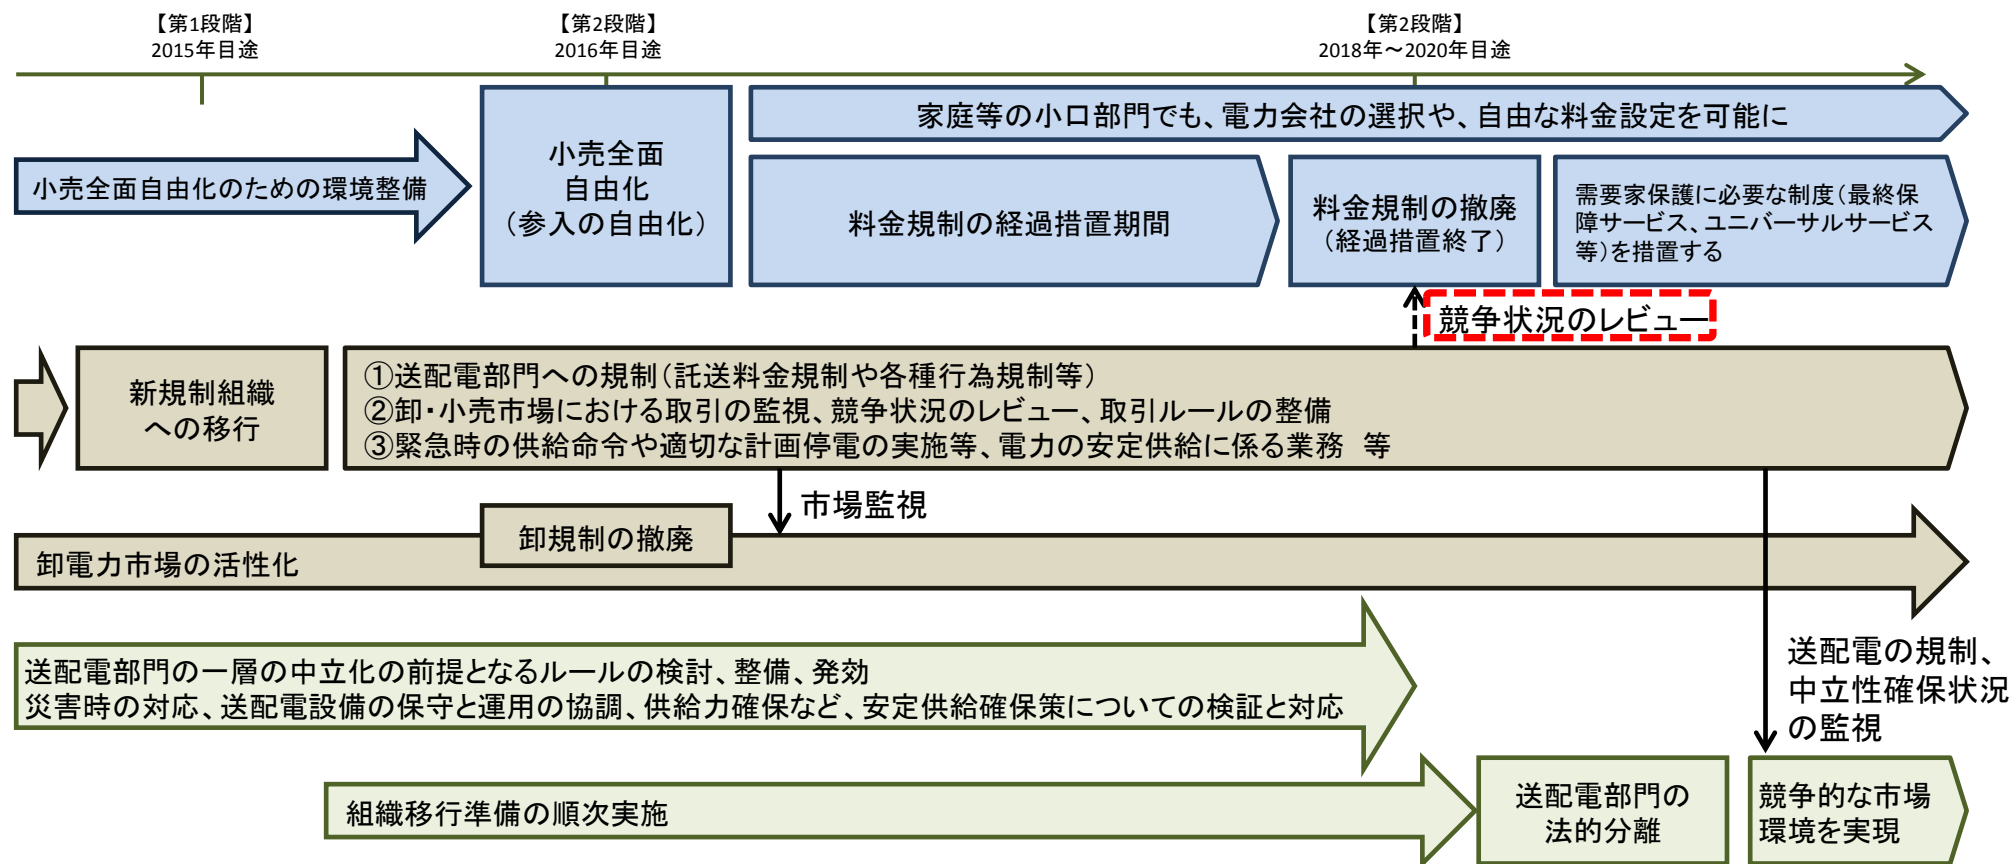 【第1段階】
2015年目途
【第2段階】
2016年目途
【第2段階】
2018年～2020年目途
家庭等の小口部門でも、電力会社の選択や、自由な料金設定を可能に
小売全面自由化のための環境整備
小売全面
自由化
（参入の自由化）
料金規制の経過措置期間
料金規制の撤廃
（経過措置終了）
需要家保護に必要な制度（最終保
障サービス、ユニバーサルサービス
等）を措置する
競争状況のレビュー
新規制組織
への移行
①送配電部門への規制（託送料金規制や各種行為規制等）
②卸・小売市場における取引の監視、競争状況のレビュー、取引ルールの整備
③緊急時の供給命令や適切な計画停電の実施等、電力の安定供給に係る業務　等
市場監視
卸規制の撤廃
卸電力市場の活性化
送配電部門の一層の中立化の前提となるルールの検討、整備、発効
災害時の対応、送配電設備の保守と運用の協調、供給力確保など、安定供給確保策についての検証と対応
送配電の規制、
中立性確保状況
の監視
組織移行準備の順次実施
送配電部門の
法的分離
競争的な市場
環境を実現